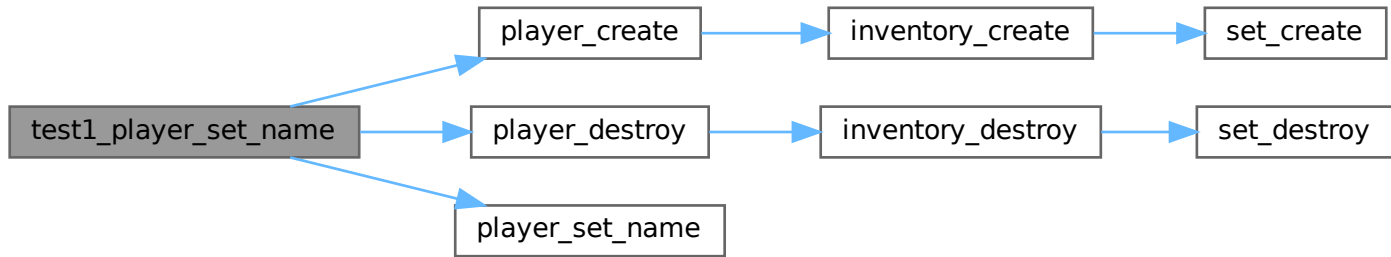 player_create
inventory_create
set_create
test1_player_set_name
player_destroy
inventory_destroy
set_destroy
player_set_name